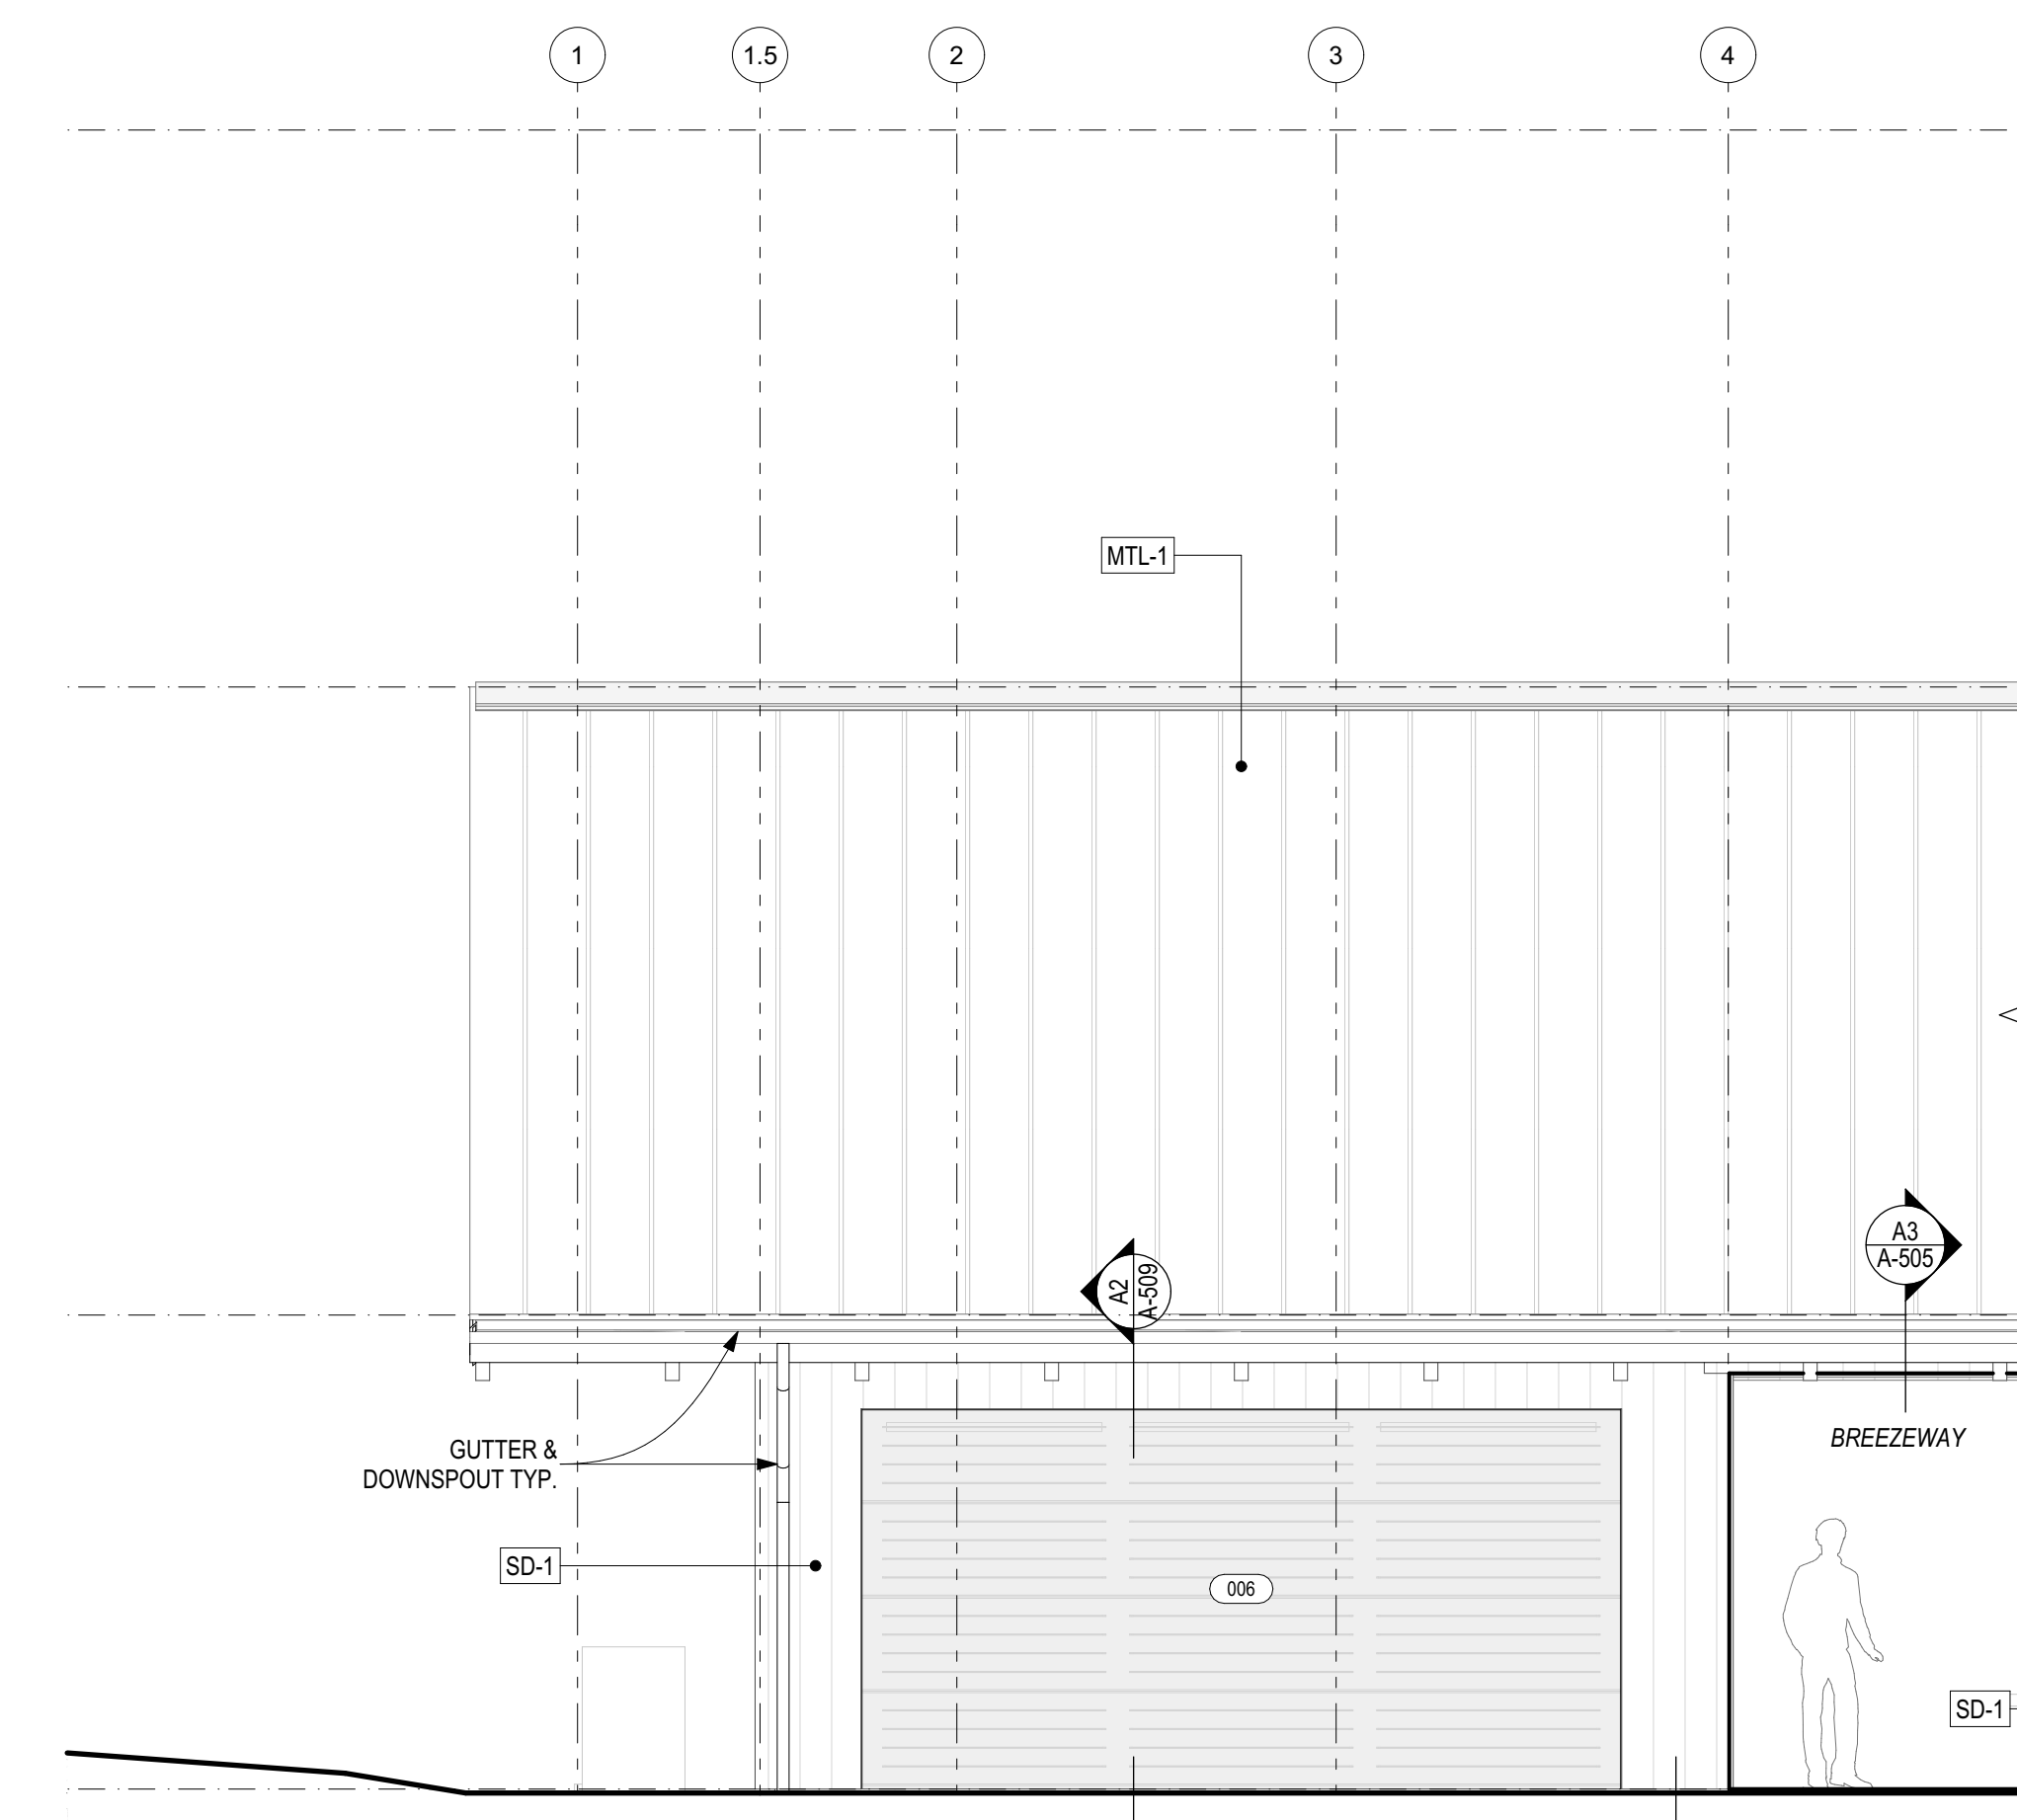 1
1.5
2
3
4
MTL-1
A3
A-505
A2
A-509
GUTTER &
DOWNSPOUT TYP.
BREEZEWAY
SD-1
006
SD-1